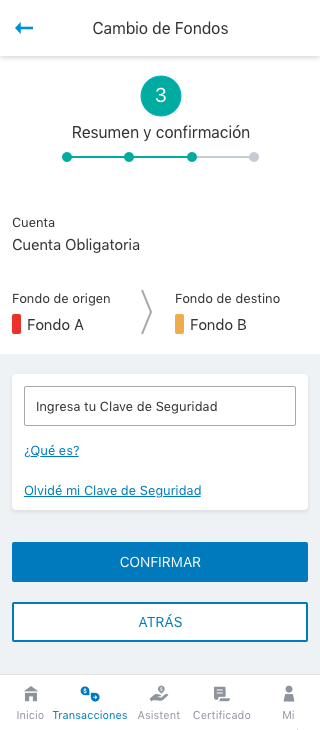 Cambio de Fondos
3
Resumen y confirmación
Cuenta
Cuenta Obligatoria
Fondo de origen
Fondo de destino
Fondo A
Fondo B
Ingresa tu Clave de Seguridad
¿Qué es?
Olvidé mi Clave de Seguridad
CONFIRMAR
ATRÁS
Inicio Transacciones Asistent Certificado Mi